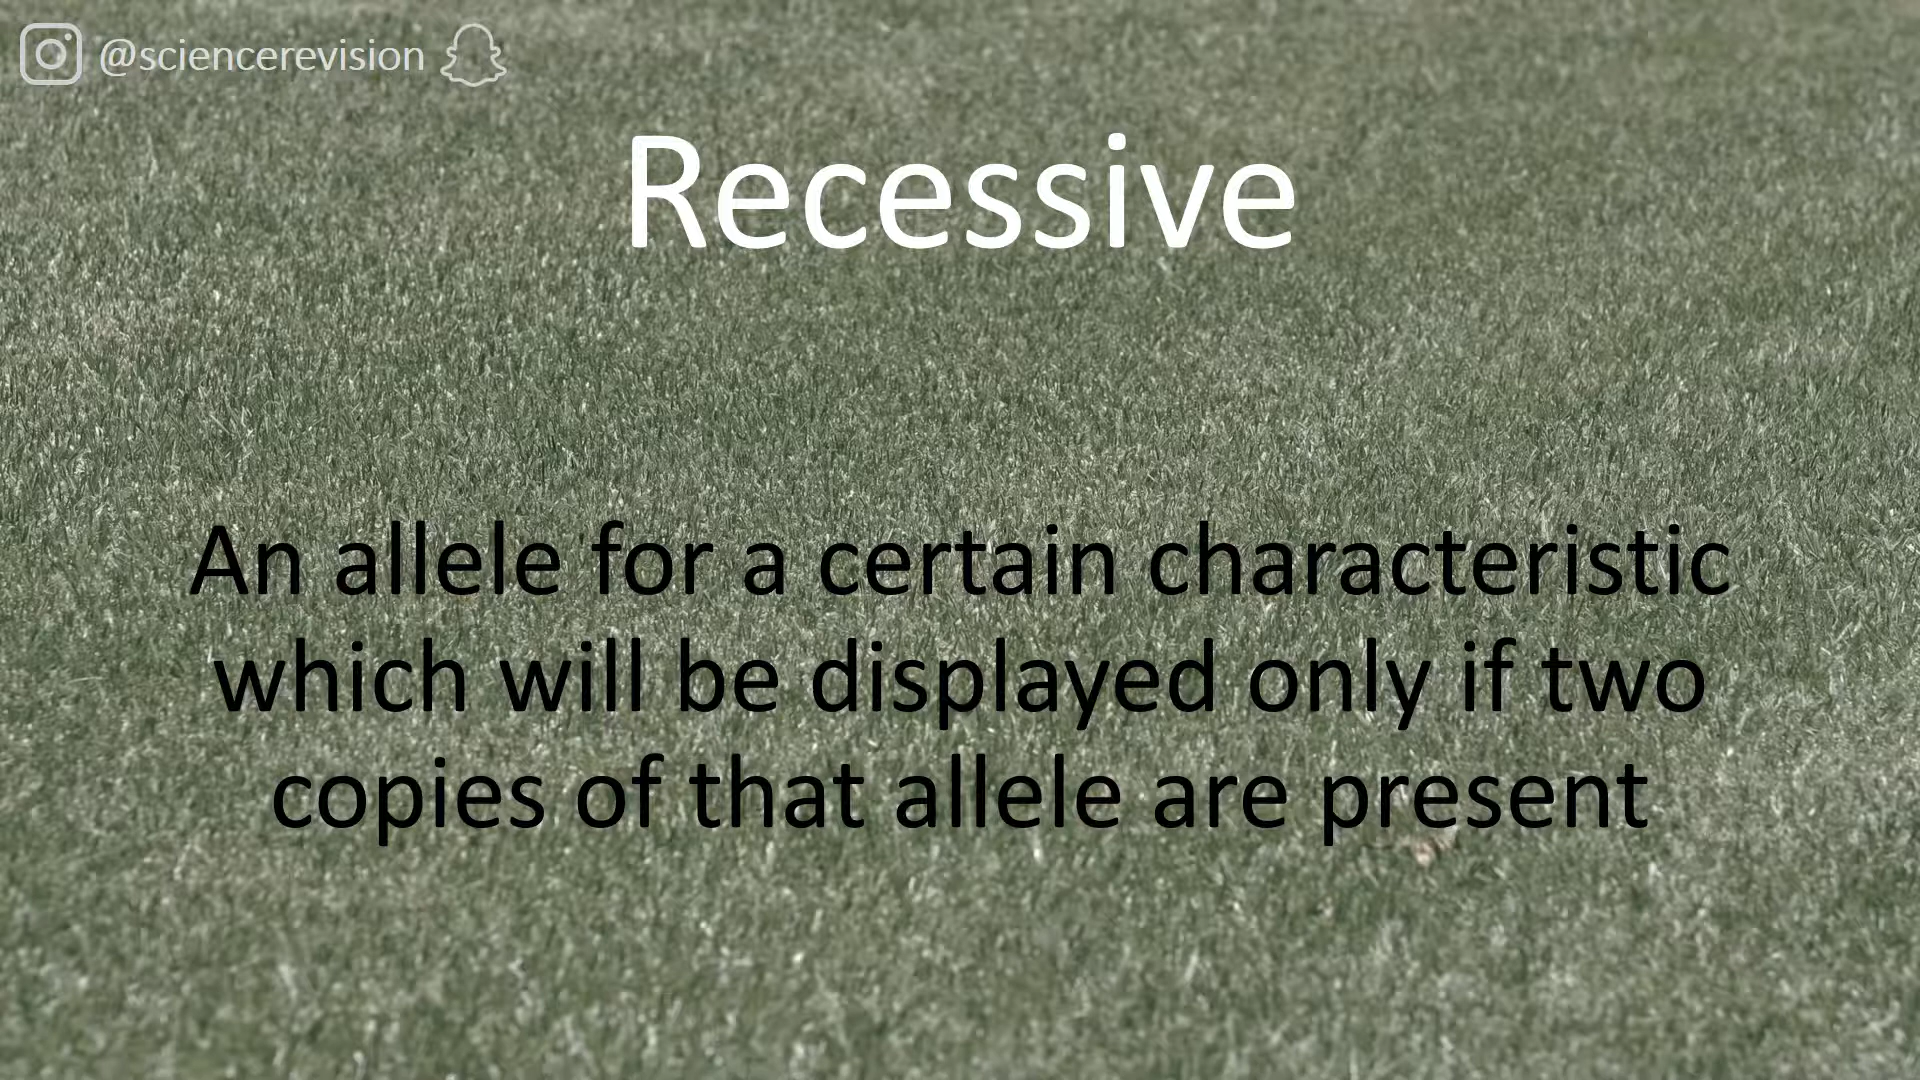 @sciencerevision
Recessive
An allele for a certain characteristic
which will be displayed only if two
copies of that allele are present